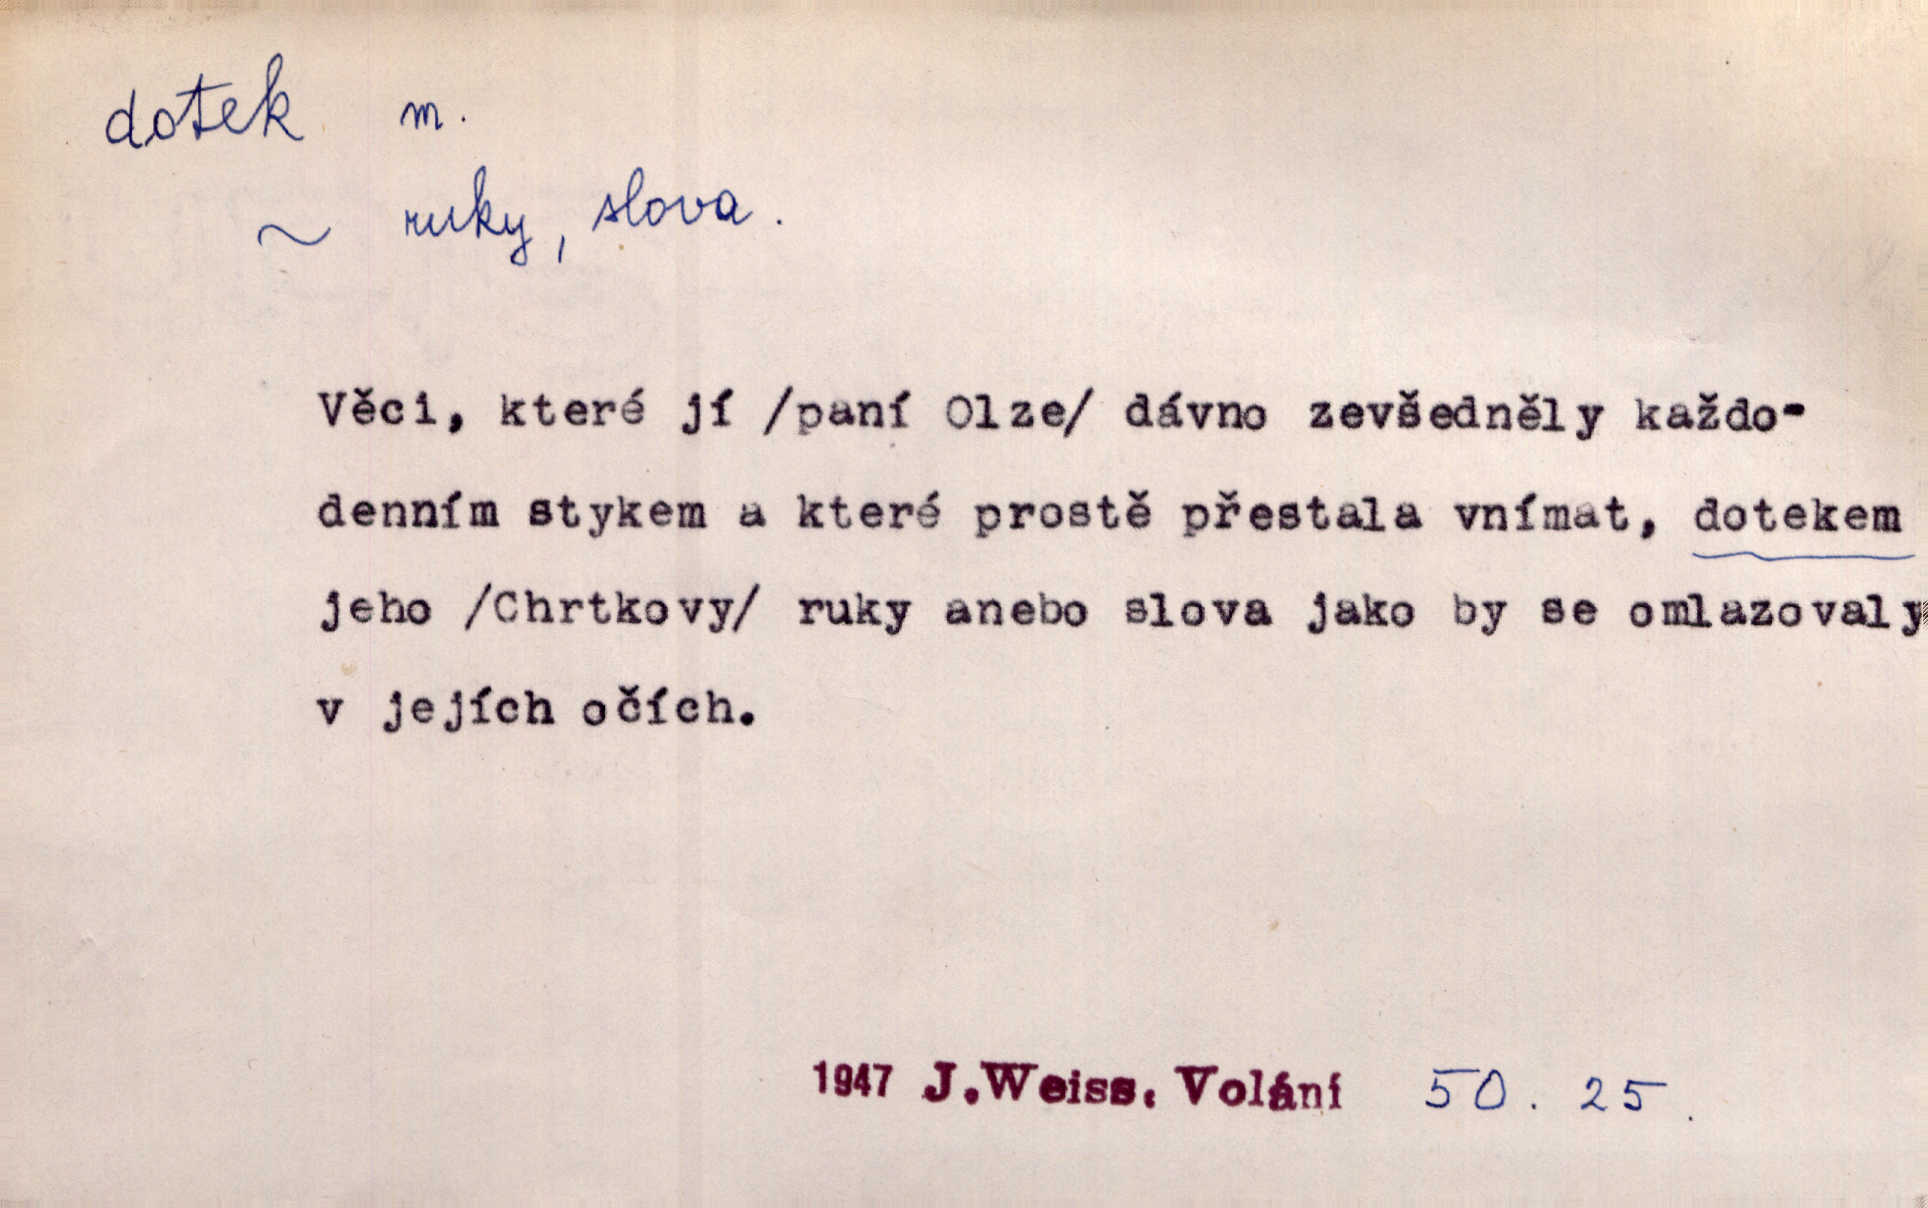 dotek m.
~ ruky, slova.
Věci, které jí /paní Olze/ dávno zevšedněly každo-
denním stykem a které prostě přestala vnímat, dotekem
jeho /Chrtkovy/ ruky anebo slova jako by se omlazovaly
v jejích očích.
1947 J.Weiss. Volání 50. 25.